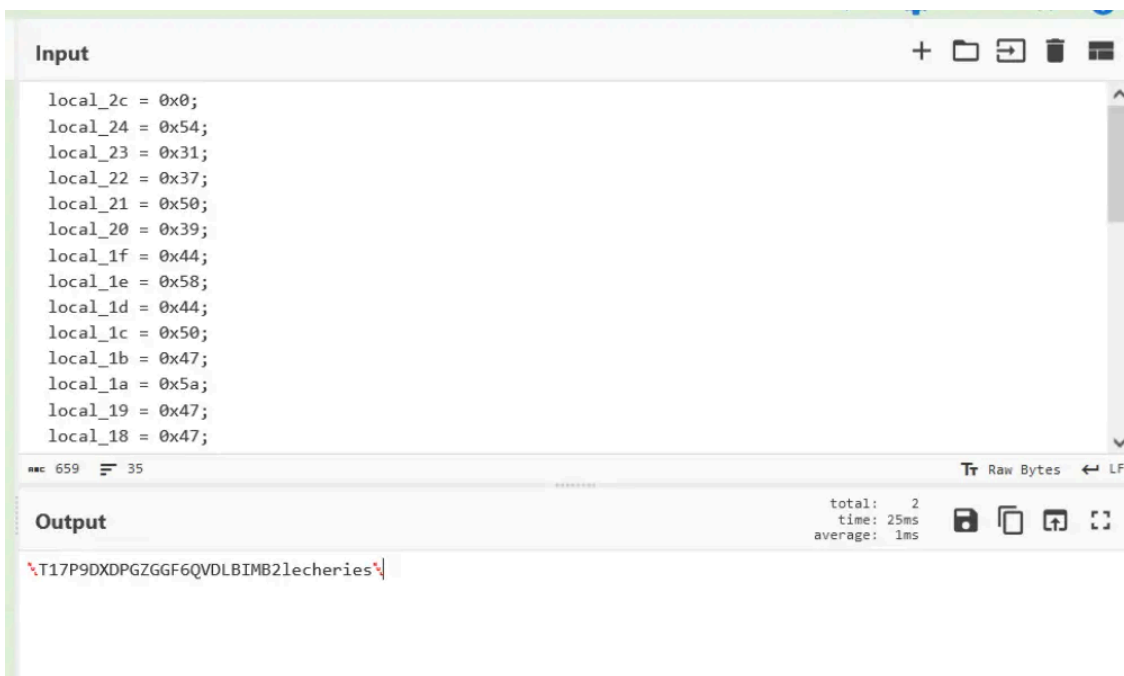 Input
local_2c = 0x0;
local_24 = 0x54;
local_23 = 0x31;
local_22 = 0x37;
local_21 = 0x50;
local_20 = 0x39;
local_1f = 0x44;
local_1e = 0x58;
local_1d = 0x44;
local_1c = 0x50;
local_1b = 0x47;
local_1a = 0x5a;
local_19 = 0x47;
local_18 = 0x47;
ABC 659 35 Raw Bytes LF
Output
total: 2
time: 25ms
average: 1ms
T17P9DXDPGZGGF6QVDLBIMB2lecheries